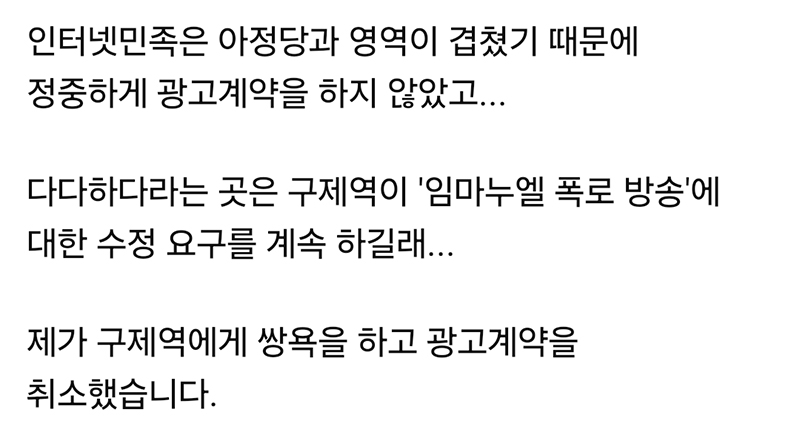 인터넷민족은 아정당과 영역이 겹쳤기 때문에
정중하게 광고계약을 하지 않았고...
다다하다라는 곳은 구제역이 '임마누엘 폭로 방송'에
대한 수정 요구를 계속 하길래...
제가 구제역에게 쌍욕을 하고 광고계약을
취소했습니다.